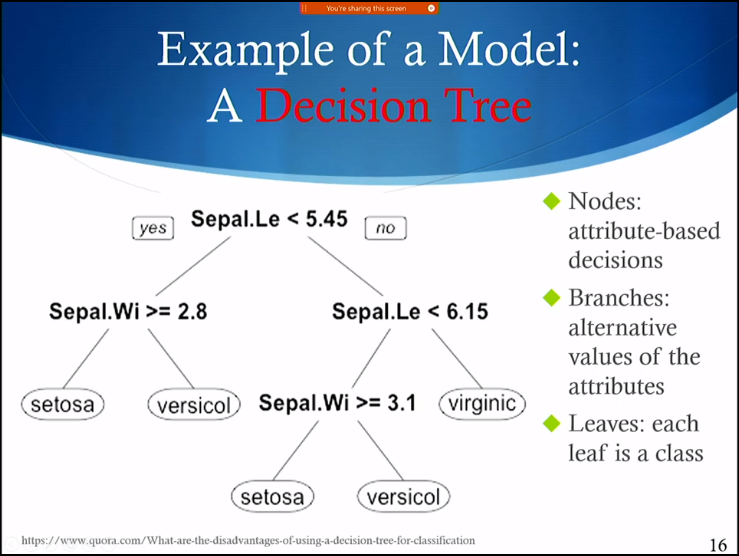 You're sharing this screen
Example of a Model:
A Decision Tree
yes
Sepal.Le < 5.45
no
Sepal.Wi >= 2.8
Sepal.Le < 6.15
setosa
versicol
Sepal.Wi >= 3.1
virginic
setosa
versicol
Nodes:
attribute-based
decisions
Branches:
alternative
values of the
attributes
Leaves: each
leaf is a class
https://www.quora.com/What-are-the-disadvantages-of-using-a-decision-tree-for-classification
16